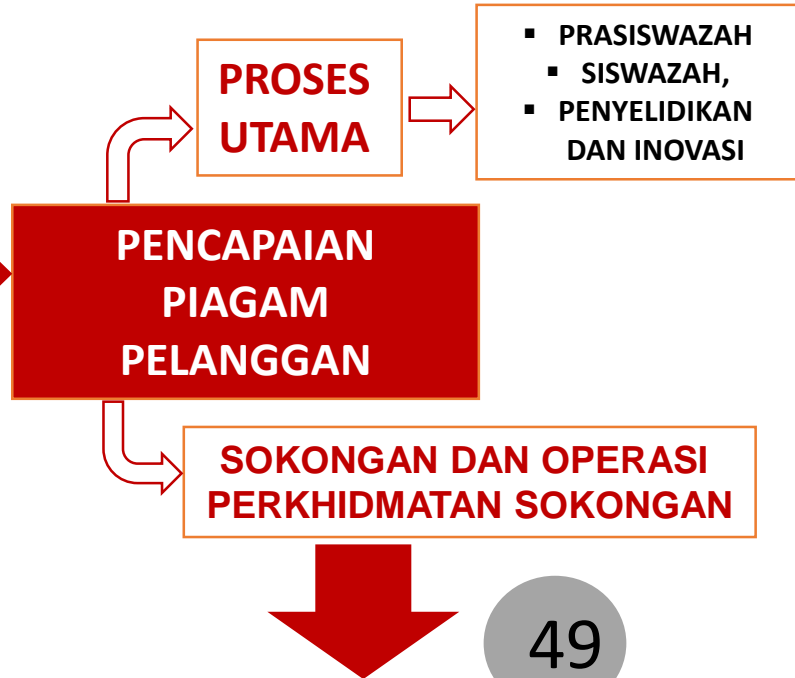 PROSES
UTAMA
▪ PRASISWAZAH
▪ SISWAZAH,
▪ PENYELIDIKAN
DAN INOVASI
PENCAPAIAN
PIAGAM
PELANGGAN
SOKONGAN DAN OPERASI
PERKHIDMATAN SOKONGAN
49